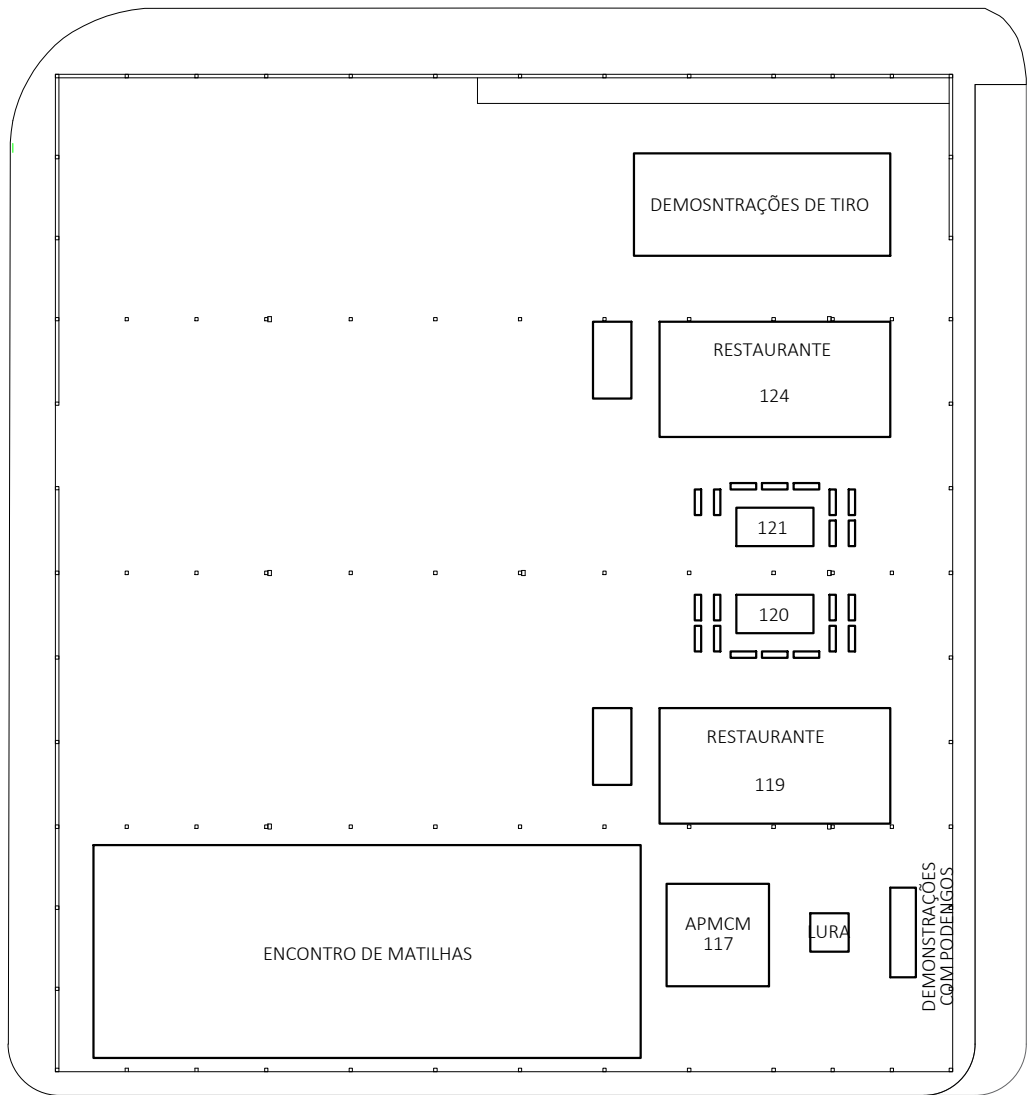 DEMOSNTRAÇÕES DE TIRO
RESTAURANTE
124
121
120
RESTAURANTE
119
ENCONTRO DE MATILHAS
APMCM
117
LURA
DEMONSTRAÇÕES
COM PODENGOS